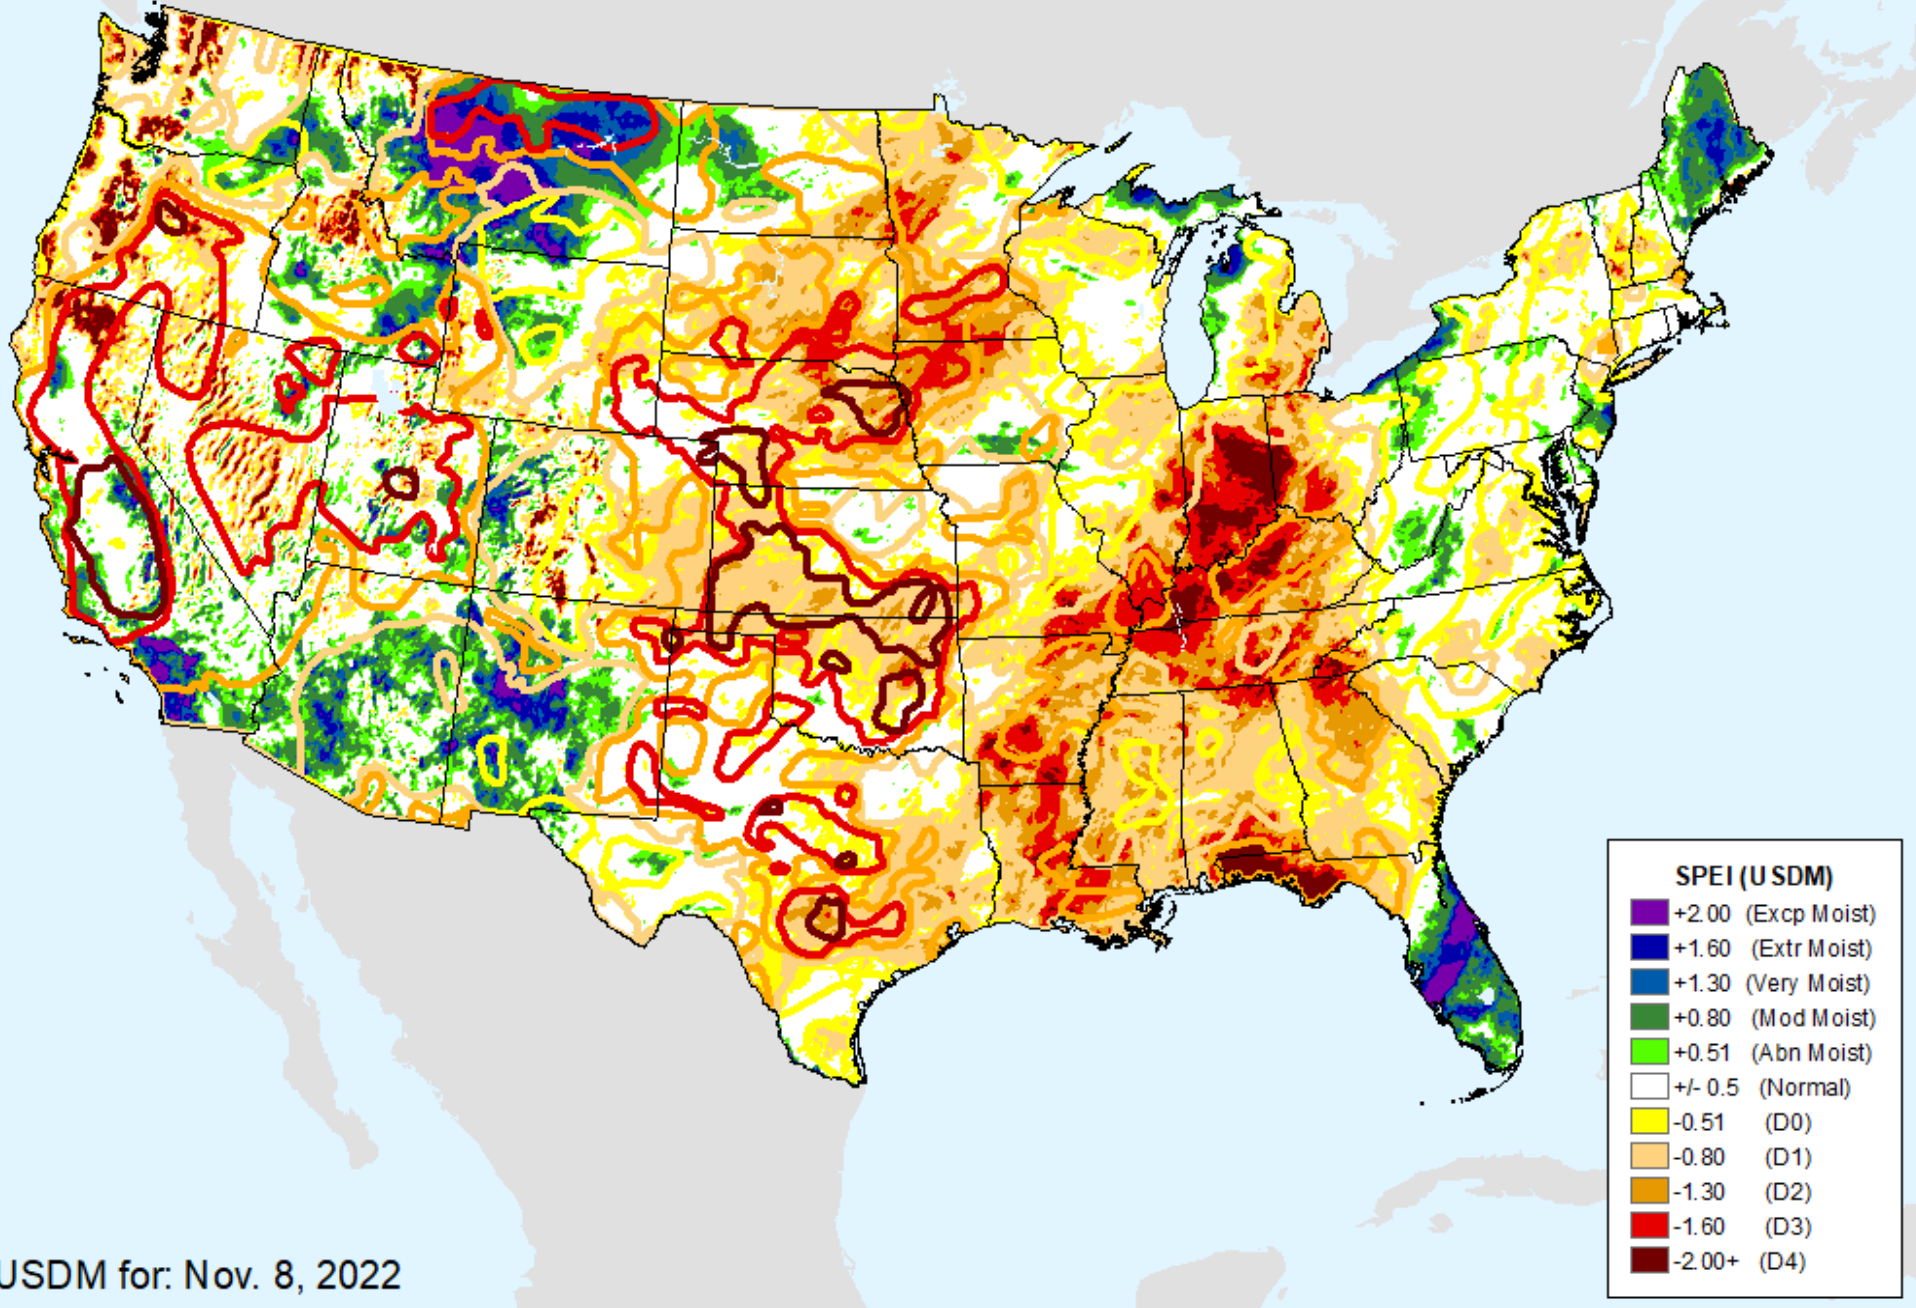 SPEI (USDM)
+2.00 (Excp Moist)
+1.60 (Extr Moist)
+1.30 (Very Moist)
+0.80 (Mod Moist)
+0.51 (Abn Moist)
+/- 0.5 (Normal)
-0.51 (D0)
-0.80 (D1)
-1.30 (D2)
-1.60 (D3)
-2.00+ (D4)
USDM for: Nov. 8, 2022